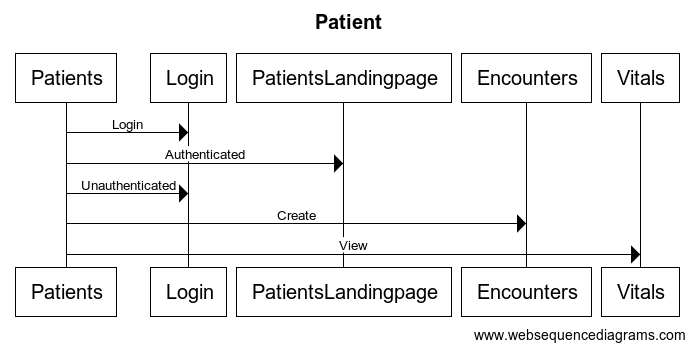 Patient
Patients Login PatientsLandingpage Encounters Vitals
Login
Authenticated
Unauthenticated
Create
View
Patients Login PatientsLandingpage Encounters Vitals
www.websequencediagrams.com